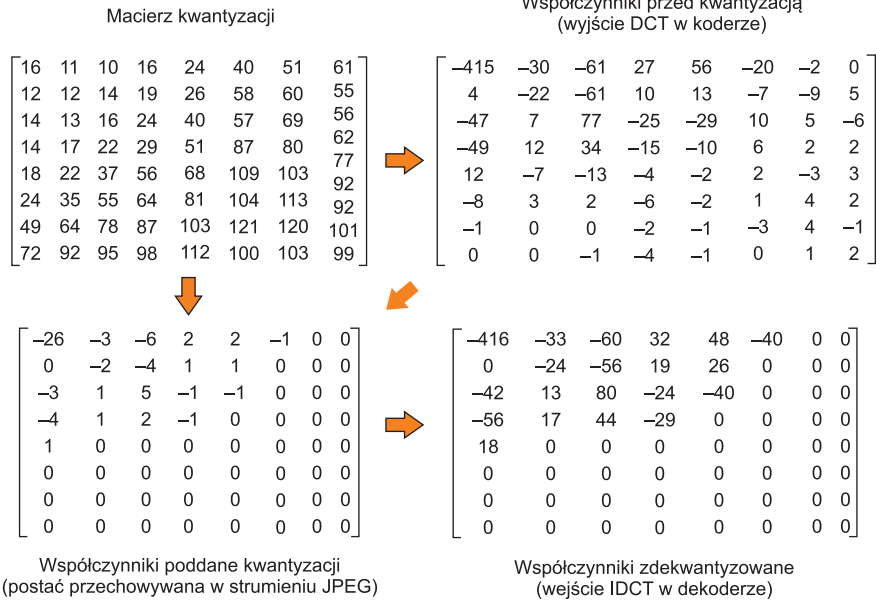 Macierz kwantyzacji
16 11 10 16 24 40 51 61
12 12 14 19 26 58 60 55
14 13 16 24 40 57 69 56
14 17 22 29 51 87 80 62
77
18 22 37 56 68 109 103 92
24 35 55 64 81 104 113 92
49 64 78 87 103 121 120 101
72 92 95 98 112 100 103 99
Współczynniki przed kwantyzacją
(wyjście DCT w koderze)
–415 –30 –61 27 56 –20 –2 0
4 –22 –61 10 13 –7 –9 5
–47 7 77 –25 –29 10 5 –6
–49 12 34 –15 –10 6 2 2
12 –7 –13 –4 –2 2 –3 3
–8 3 2 –6 –2 1 4 2
–1 0 0 –2 –1 –3 4 –1
0 0 –1 –4 –1 0 1 2
–26 –3 –6 2 2 –1 0 0
0 –2 –4 1 1 0 0 0
–3 1 5 –1 –1 0 0 0
–4 1 2 –1 0 0 0 0
1 0 0 0 0 0 0 0
0 0 0 0 0 0 0 0
0 0 0 0 0 0 0 0
0 0 0 0 0 0 0 0
Współczynniki poddane kwantyzacji
(postać przechowywana w strumieniu JPEG)
–416 –33 –60 32 48 –40 0 0
0 –24 –56 19 26 0 0 0
–42 13 80 –24 –40 0 0 0
–56 17 44 –29 0 0 0 0
18 0 0 0 0 0 0 0
0 0 0 0 0 0 0 0
0 0 0 0 0 0 0 0
0 0 0 0 0 0 0 0
Współczynniki zdekwantyzowane
(wejście IDCT w dekoderze)